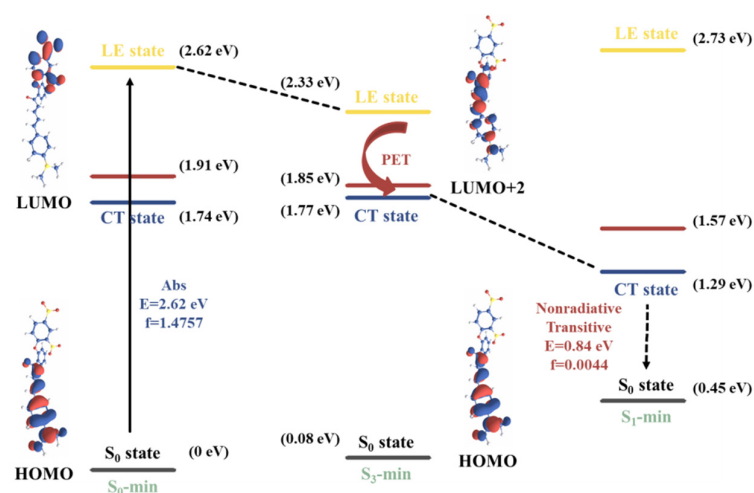 LE state
(2.62 eV)
(1.91 eV)
CT state
(1.74 eV)
LUMO
Abs
E=2.62 eV
f=1.4757
HOMO
S₀ state
(0 eV)
S₀-min
(2.33 eV)
LE state
PET
(1.85 eV)
(1.77 eV)
CT state
LUMO+2
(0.08 eV)
S₀ state
S₃-min
HOMO
(2.73 eV)
LE state
(1.57 eV)
CT state
(1.29 eV)
Nonradiative
Transitive
E=0.84 eV
f=0.0044
S₀ state
(0.45 eV)
S₁-min